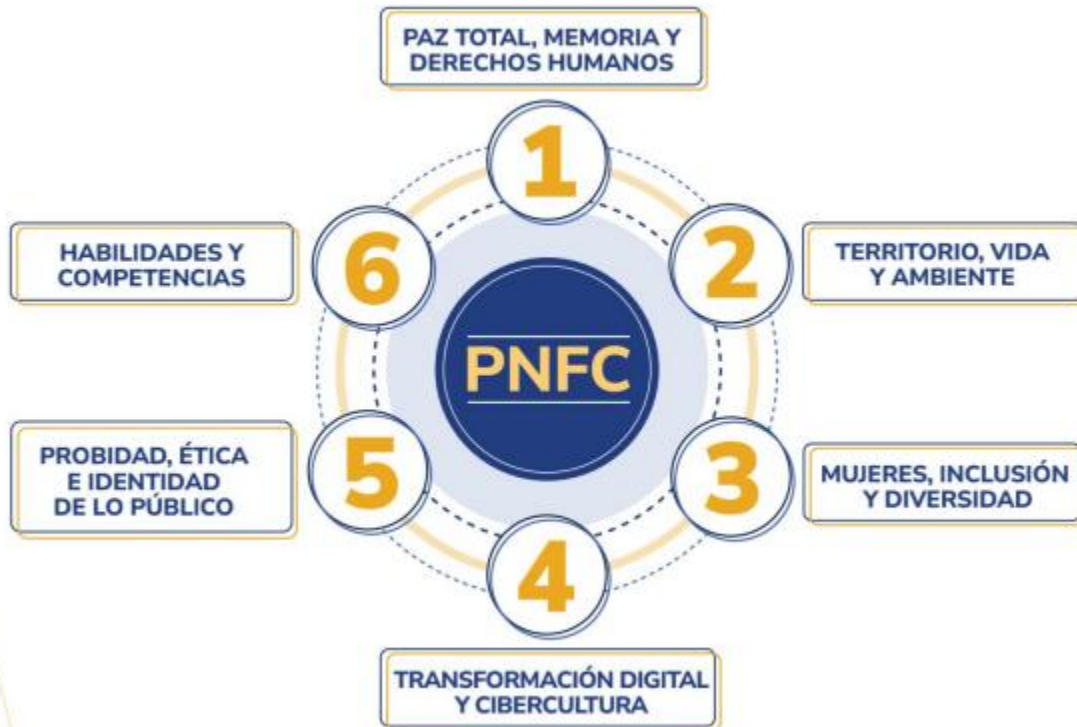 PAZ TOTAL, MEMORIA Y
DERECHOS HUMANOS
1
2
TERRITORIO, VIDA
Y AMBIENTE
3
MUJERES, INCLUSIÓN
Y DIVERSIDAD
4
TRANSFORMACIÓN DIGITAL
Y CIBERCULTURA
5
PROBIDAD, ÉTICA
E IDENTIDAD
DE LO PÚBLICO
6
HABILIDADES Y
COMPETENCIAS
PNFC